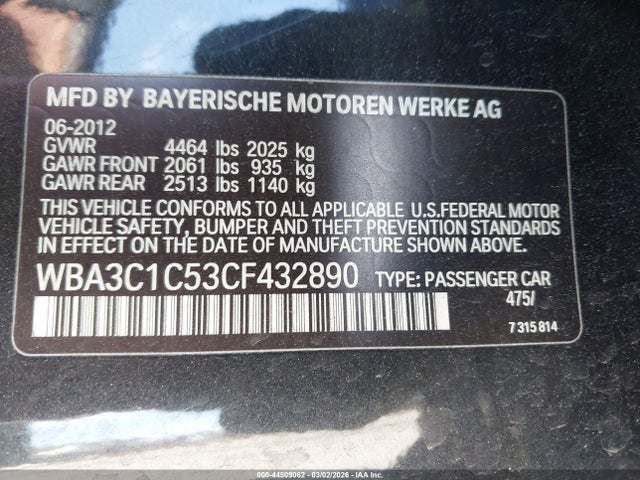 MFD BY BAYERISCHE MOTOREN WERKE AG
06-2012
GVWR 4464 lbs 2025 kg
GAWR FRONT 2061 lbs 935 kg
GAWR REAR 2513 lbs 1140 kg
THIS VEHICLE CONFORMS TO ALL APPLICABLE U.S.FEDERAL MOTOR
VEHICLE SAFETY, BUMPER AND THEFT PREVENTION STANDARDS
IN EFFECT ON THE DATE OF MANUFACTURE SHOWN ABOVE.
WBA3C1C53CF432890 TYPE: PASSENGER CAR
475/
7 315 814
000-44509062 - 03/02/2026 - IAAI.COM